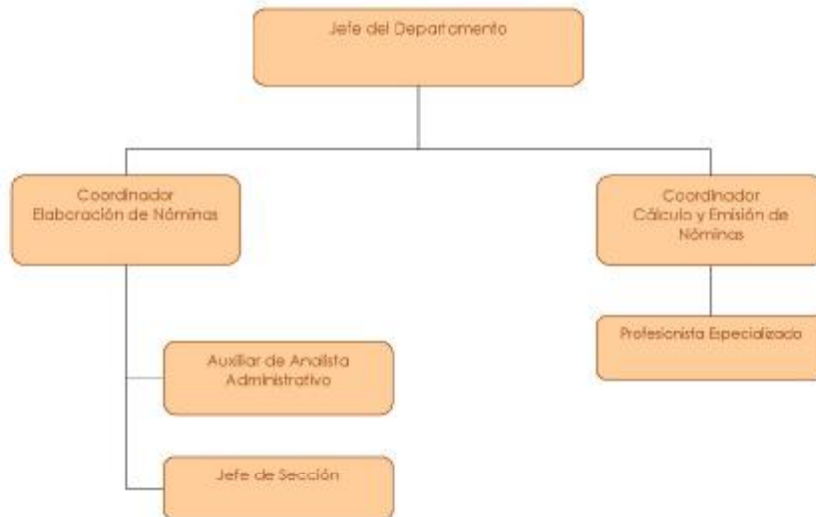 Jefe del Departamento
Coordinador
Elaboración de Nóminas
Coordinador
Cálculo y Emisión de
Nóminas
Auxiliar de Analista
Administrativo
Profesionista Especializado
Jefe de Sección